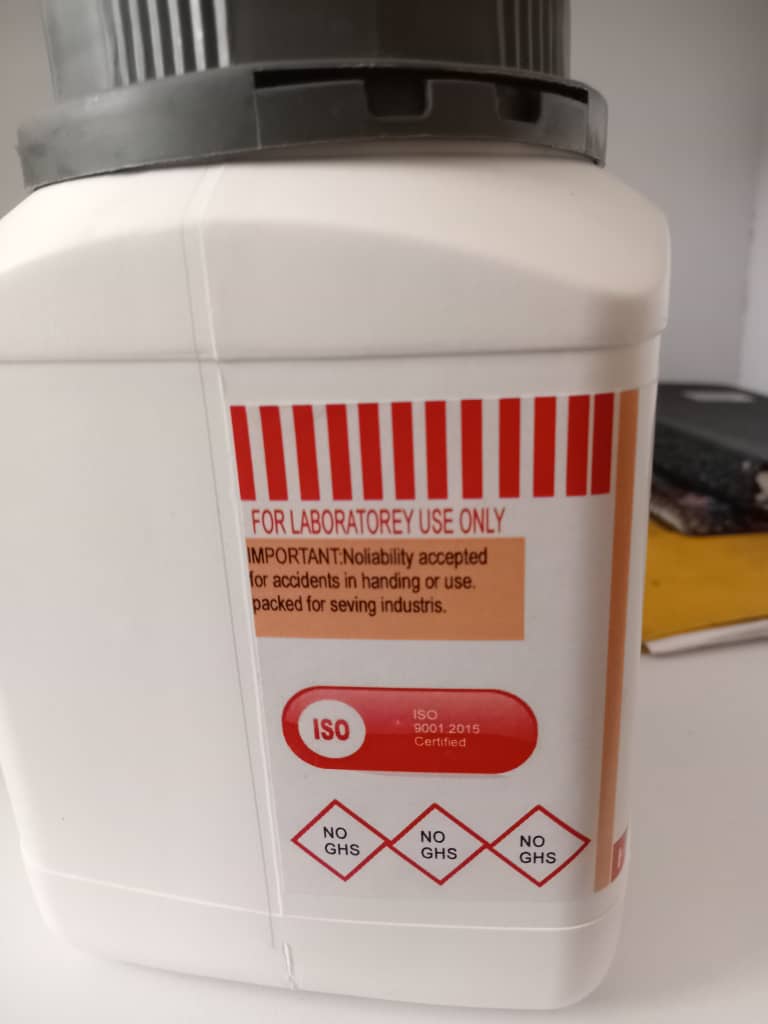 FOR LABORATOREY USE ONLY
IMPORTANT:Noliability accepted
for accidents in handing or use.
packed for seving industris.
ISO
ISO
9001 2015
Certified
NO
GHS
NO
GHS
NO
GHS